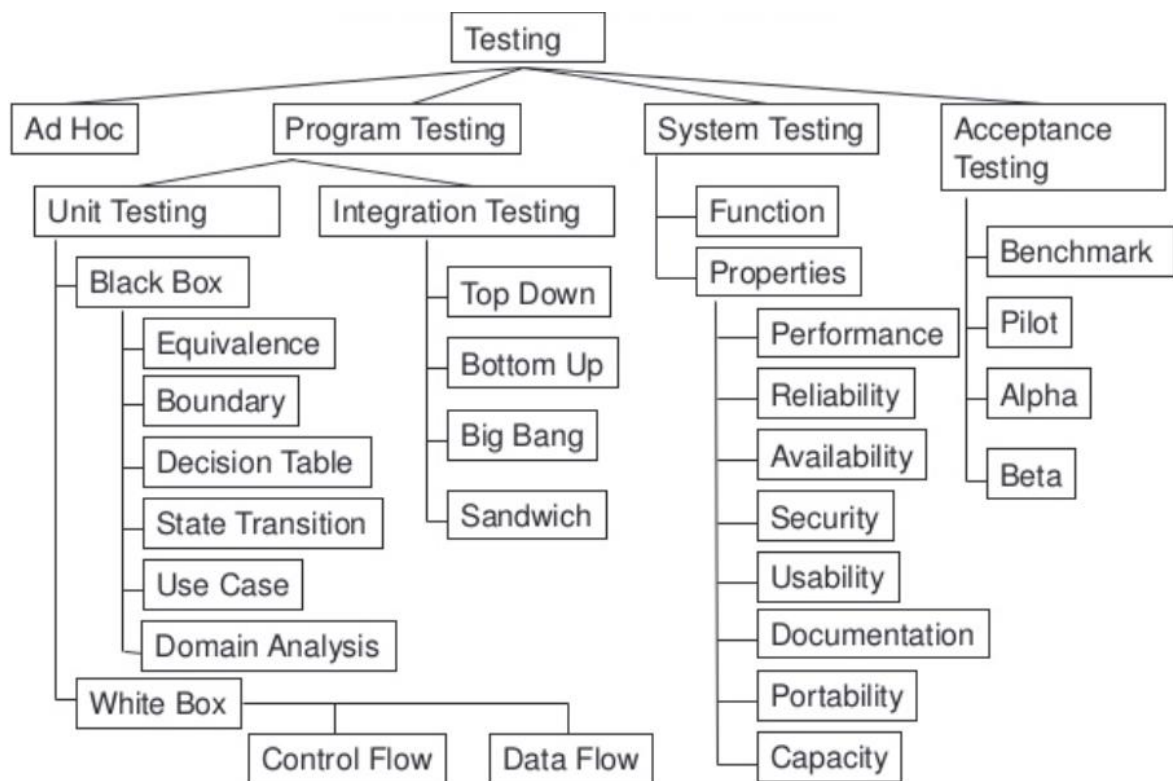 Testing
Ad Hoc
Program Testing
System Testing
Acceptance
Testing
Unit Testing
Integration Testing
Function
Properties
Black Box
Equivalence
Boundary
Decision Table
State Transition
Use Case
Domain Analysis
White Box
Control Flow
Data Flow
Top Down
Bottom Up
Big Bang
Sandwich
Performance
Reliability
Availability
Security
Usability
Documentation
Portability
Capacity
Benchmark
Pilot
Alpha
Beta